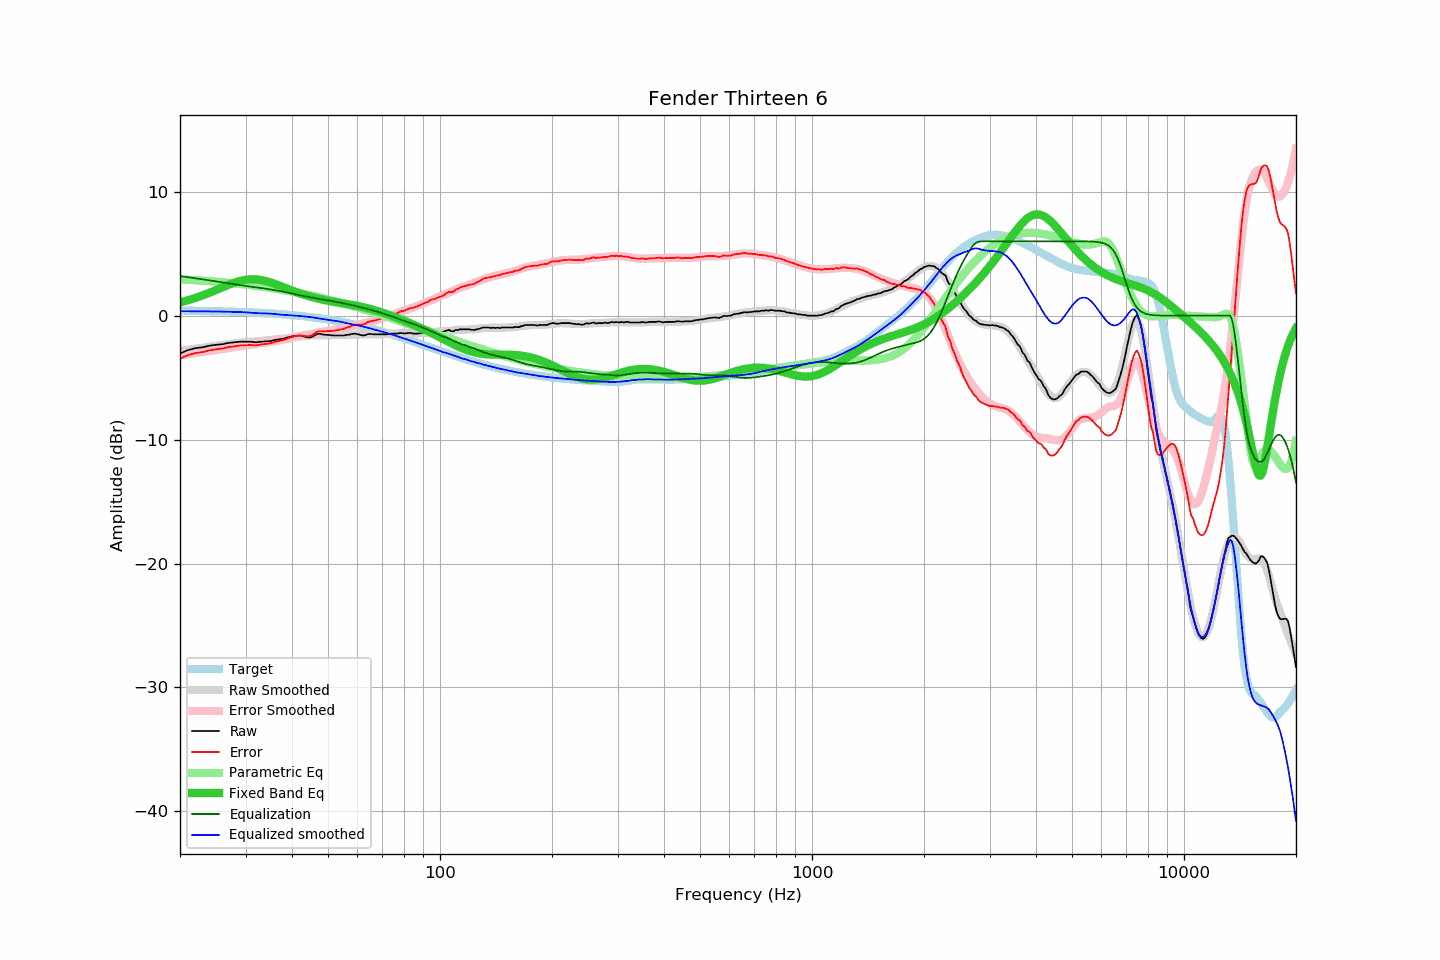 Fender Thirteen 6
Amplitude (dBr)
10
0
−10
−20
−30
−40
Target
Raw Smoothed
Error Smoothed
Raw
Error
Parametric Eq
Fixed Band Eq
Equalization
Equalized smoothed
100
1000
10000
Frequency (Hz)